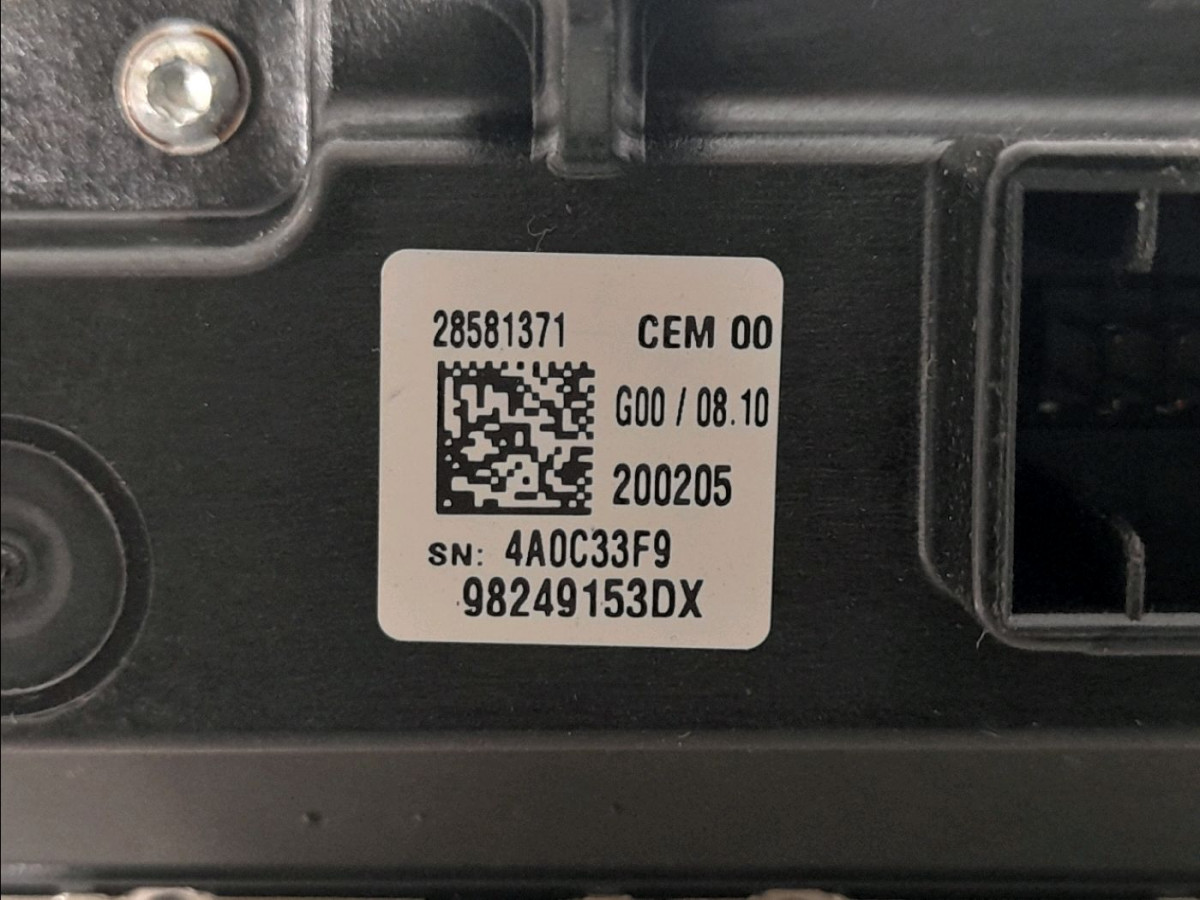 28581371 CEM 00
G00 / 08.10
200205
SN: 4A0C33F9
98249153DX